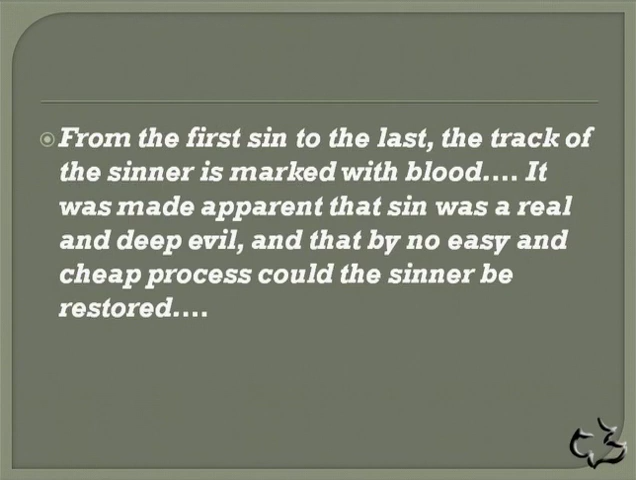 From the first sin to the last, the track of
the sinner is marked with blood.... It
was made apparent that sin was a real
and deep evil, and that by no easy and
cheap process could the sinner be
restored....